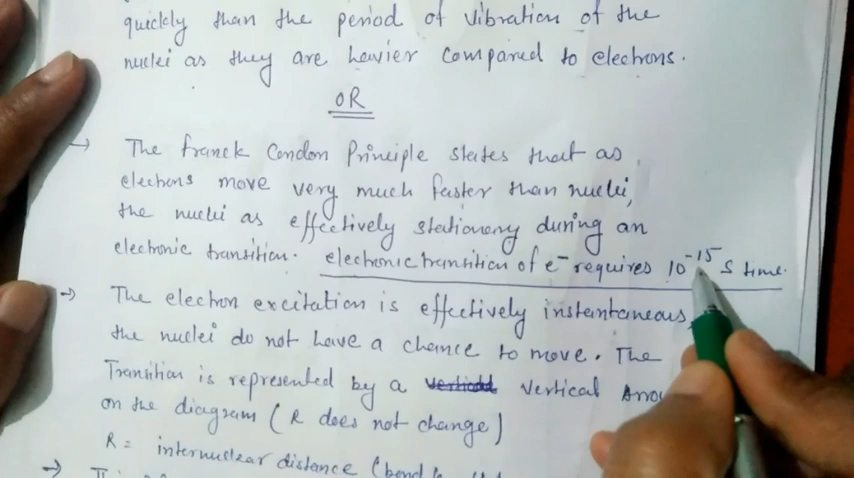 quickly than the period of vibration of the
nuclei as they are heavier compared to electrons.
OR
→ The franck Condon Principle states that as
electrons move very much faster than nuclei,
the nuclei as effectively stationery during an
electronic transition. electronic transition of e⁻ requires 10⁻¹⁵ s time.
→ The electron excitation is effectively instantaneous,
the nuclei do not have a chance to move. The
Transition is represented by a vertical
on the diagram (R does not change)
R = internuclear distance